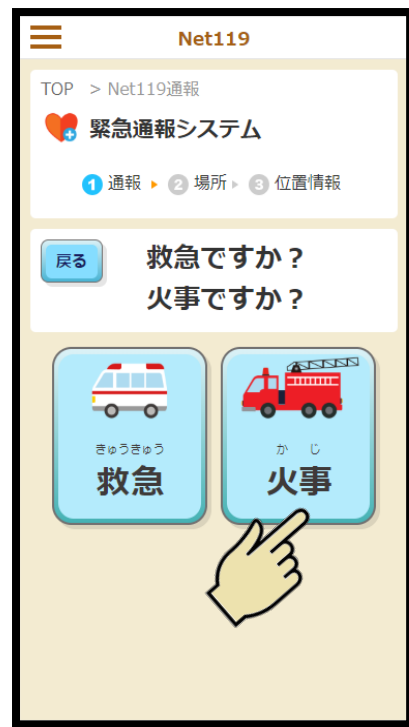 Net119
TOP > Net119通報
緊急通報システム
1 通報 ▸ 2 場所 ▸ 3 位置情報
戻る
救急ですか？
火事ですか？
きゅうきゅう
救急
かじ
火事